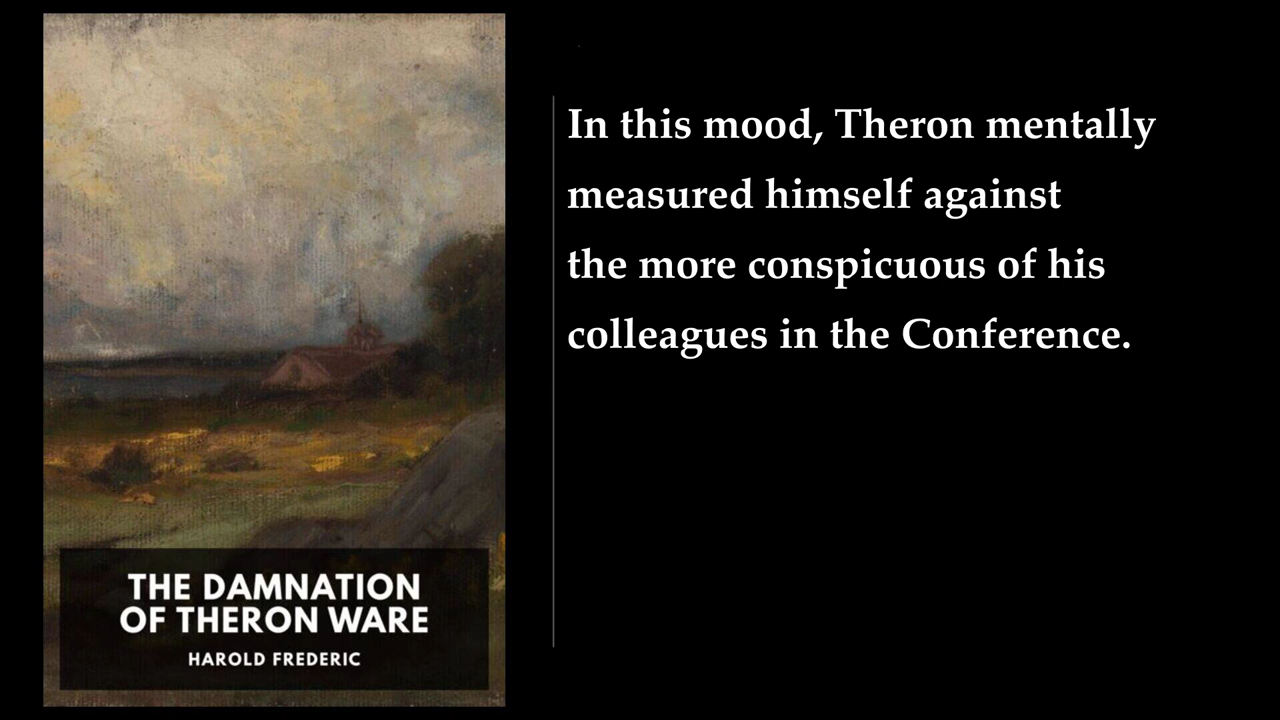 In this mood, Theron mentally
measured himself against
the more conspicuous of his
colleagues in the Conference.
THE DAMNATION
OF THERON WARE
HAROLD FREDERIC